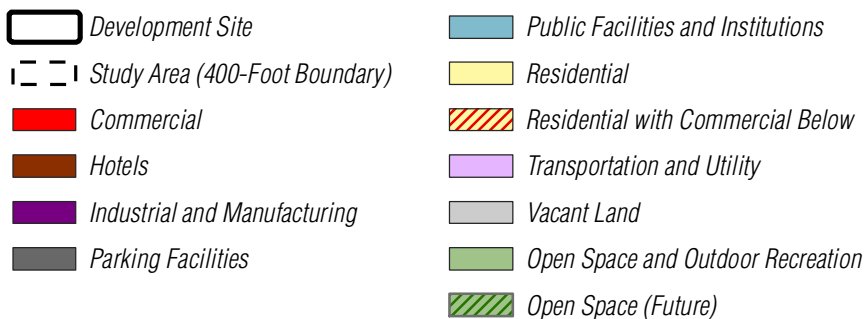 Development Site
Study Area (400-Foot Boundary)
Commercial
Hotels
Industrial and Manufacturing
Parking Facilities
Public Facilities and Institutions
Residential
Residential with Commercial Below
Transportation and Utility
Vacant Land
Open Space and Outdoor Recreation
Open Space (Future)